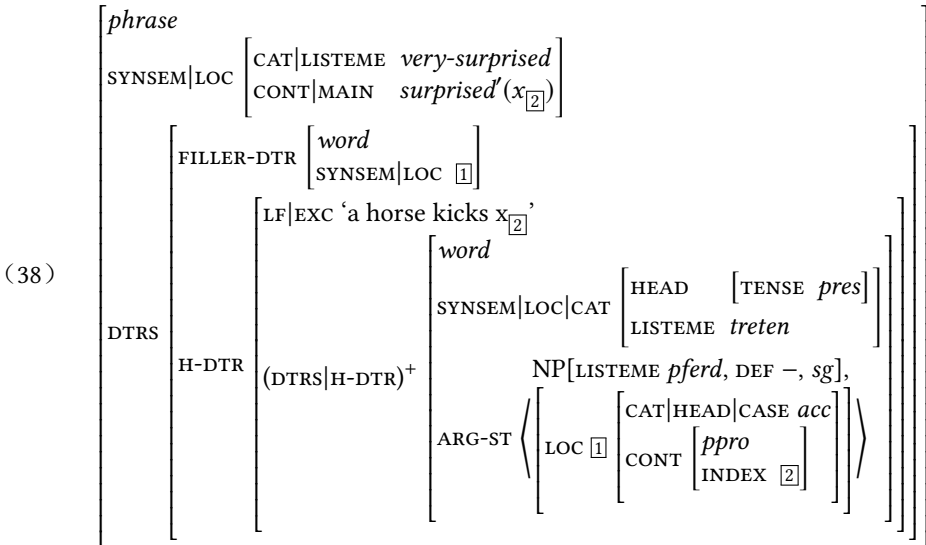 phrase
SYNSEM|LOC [CAT|LISTEME very-surprised
CONT|MAIN surprised′(x[2])]
FILLER-DTR [word
SYNSEM|LOC [1]]
LF|EXC ‘a horse kicks x[2]’
word
(38)
SYNSEM|LOC|CAT [HEAD [TENSE pres]
LISTEME treten]
DTRS
H-DTR
(DTRS|H-DTR)+
NP[LISTEME pferd, DEF –, sg],
ARG-ST ⟨[LOC [1] [CAT|HEAD|CASE acc
CONT [ppro
INDEX [2]]]]⟩